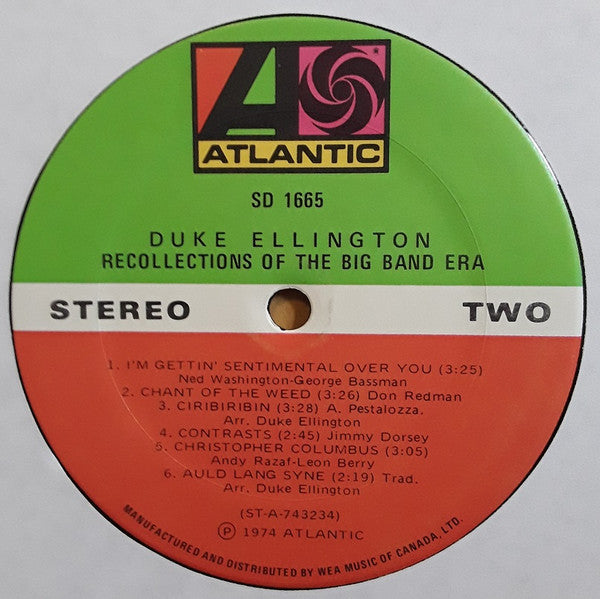 ATLANTIC
SD 1665
DUKE ELLINGTON
RECOLLECTIONS OF THE BIG BAND ERA
STEREO TWO
1. I'M GETTIN' SENTIMENTAL OVER YOU (3:25)
Ned Washington-George Bassman
2. CHANT OF THE WEED (3:26) Don Redman
3. CIRIBIRIBIN (3:28) A. Pestalozza.
Arr. Duke Ellington
4. CONTRASTS (2:45) Jimmy Dorsey
5. CHRISTOPHER COLUMBUS (3:05)
Andy Razaf-Leon Berry
6. AULD LANG SYNE (2:19) Trad.
Arr. Duke Ellington
(ST-A-743234)
Ⓟ 1974 ATLANTIC
MANUFACTURED AND DISTRIBUTED BY WEA MUSIC OF CANADA, LTD.